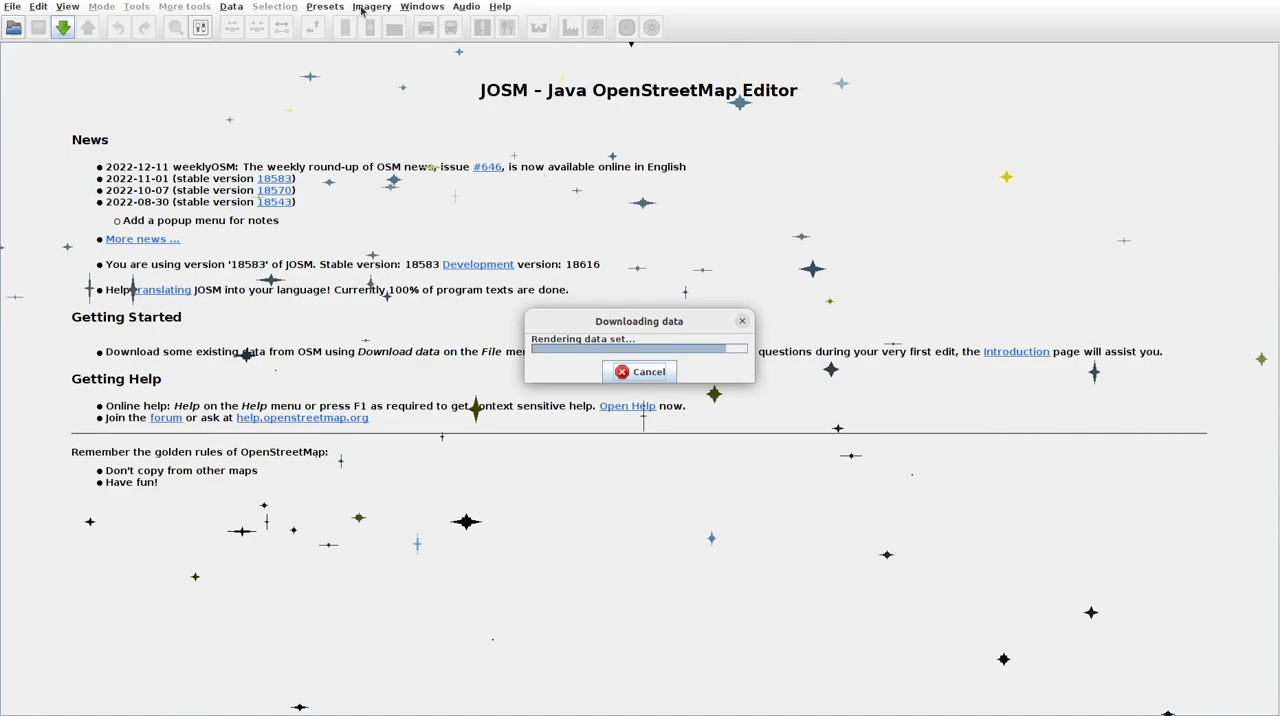 File Edit View Mode Tools More tools Data Selection Presets Imagery Windows Audio Help
JOSM – Java OpenStreetMap Editor
News
● 2022-12-11 weeklyOSM: The weekly round-up of OSM news, issue #646, is now available online in English
● 2022-11-01 (stable version 18583)
● 2022-10-07 (stable version 18570)
● 2022-08-30 (stable version 18543)
○ Add a popup menu for notes
● More news ...
● You are using version '18583' of JOSM. Stable version: 18583 Development version: 18616
● Help translating JOSM into your language! Currently 100% of program texts are done.
Getting Started
Downloading data
Rendering data set...
● Download some existing data from OSM using Download data on the File questions during your very first edit, the Introduction page will assist you.
Cancel
Getting Help
● Online help: Help on the Help menu or press F1 as required to get context sensitive help. Open Help now.
● Join the forum or ask at help.openstreetmap.org
Remember the golden rules of OpenStreetMap:
● Don't copy from other maps
● Have fun!